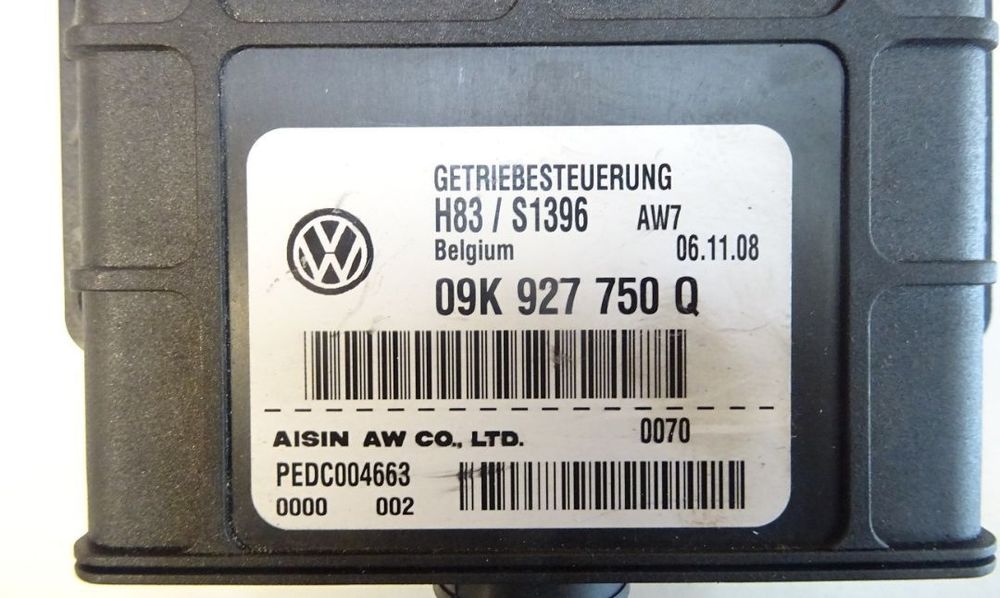 GETRIEBESTEUERUNG
H83 / S1396 AW7
Belgium 06.11.08
09K 927 750 Q
AISIN AW CO., LTD. 0070
PEDC004663
0000 002